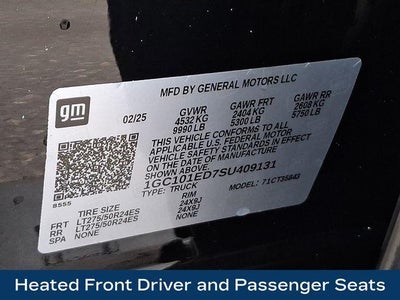 gm
MFD BY GENERAL MOTORS LLC
02/25 GVWR GAWR FRT GAWR RR
4532 KG 2404 KG 2608 KG
9990 LB 5300 LB 5750 LB
THIS VEHICLE CONFORMS TO ALL
APPLICABLE U.S. FEDERAL MOTOR
VEHICLE SAFETY STANDARDS IN
EFFECT ON THE DATE OF
MANUFACTURE SHOWN ABOVE.
1GC101ED7SU409131
TYPE: TRUCK MODEL:
B555
TIRE SIZE RIM
FRT LT275/50R24ES 24X9J
RR LT275/50R24ES 24X9J
SPA NONE NONE
Heated Front Driver and Passenger Seats